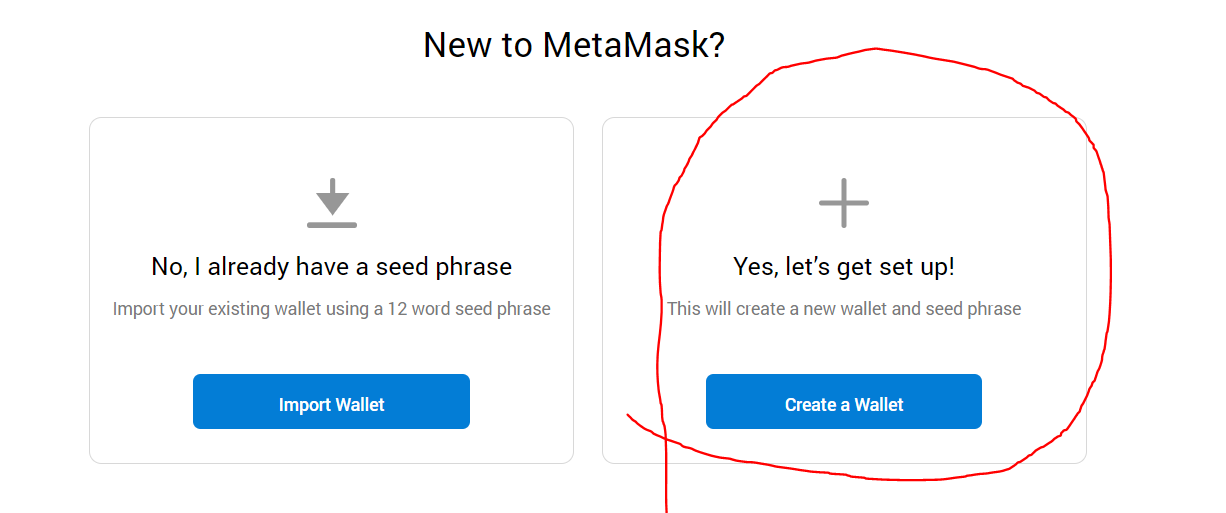 New to MetaMask?
No, I already have a seed phrase
Import your existing wallet using a 12 word seed phrase
Import Wallet
Yes, let’s get set up!
This will create a new wallet and seed phrase
Create a Wallet